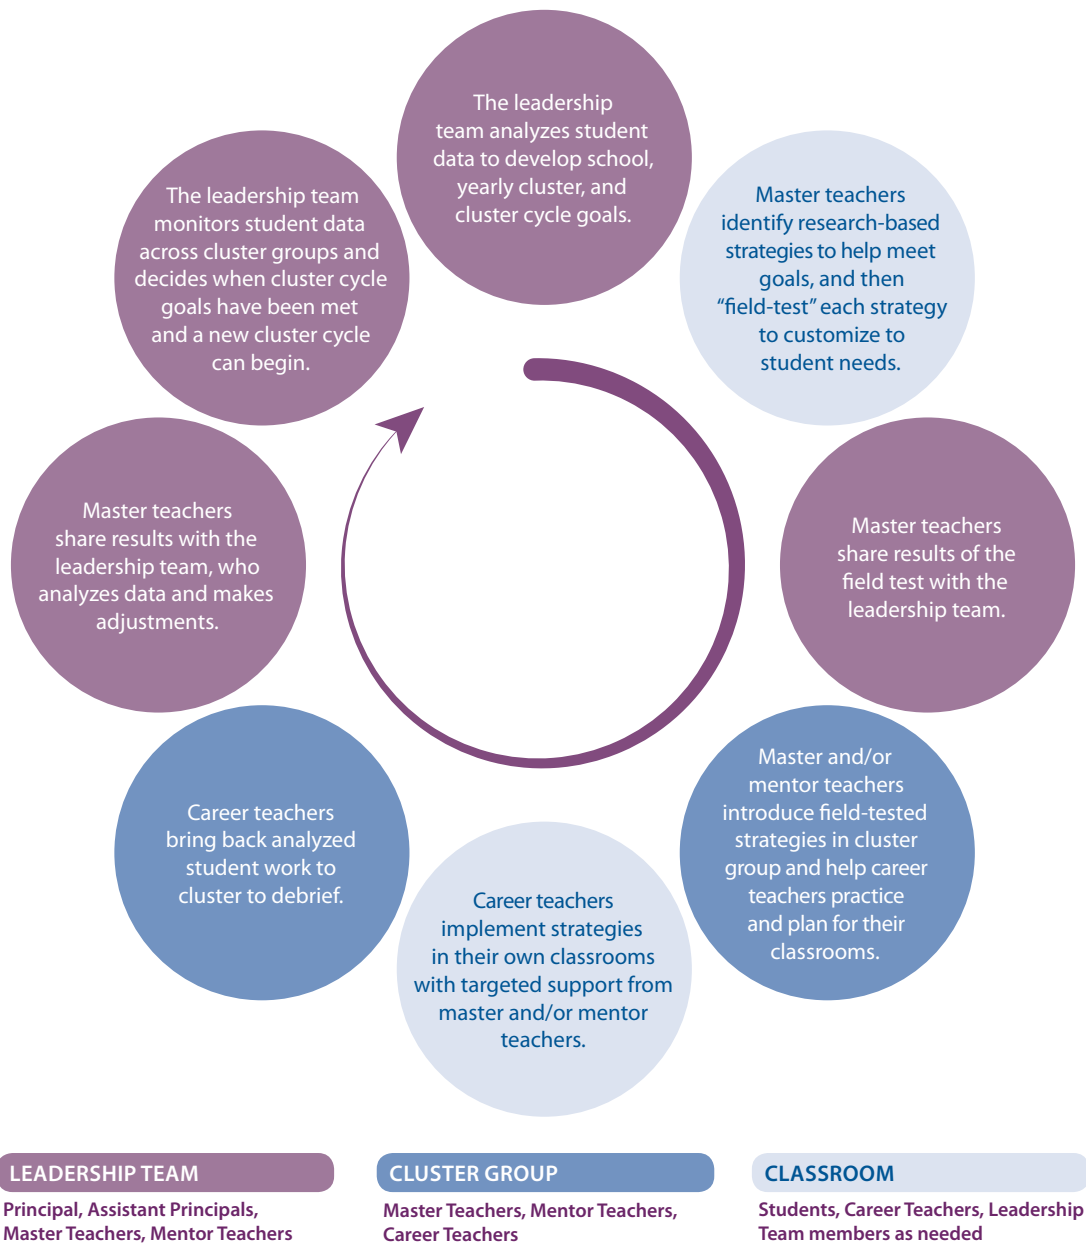 The leadership
team analyzes student
data to develop school,
yearly cluster, and
cluster cycle goals.
Master teachers
identify research-based
strategies to help meet
goals, and then
“field-test” each strategy
to customize to
student needs.
Master teachers
share results of the
field test with the
leadership team.
Master and/or
mentor teachers
introduce field-tested
strategies in cluster
group and help career
teachers practice
and plan for their
classrooms.
Career teachers
implement strategies
in their own classrooms
with targeted support from
master and/or mentor
teachers.
Career teachers
bring back analyzed
student work to
cluster to debrief.
Master teachers
share results with the
leadership team, who
analyzes data and makes
adjustments.
The leadership team
monitors student data
across cluster groups and
decides when cluster cycle
goals have been met
and a new cluster cycle
can begin.
LEADERSHIP TEAM
Principal, Assistant Principals,
Master Teachers, Mentor Teachers
CLUSTER GROUP
Master Teachers, Mentor Teachers,
Career Teachers
CLASSROOM
Students, Career Teachers, Leadership
Team members as needed